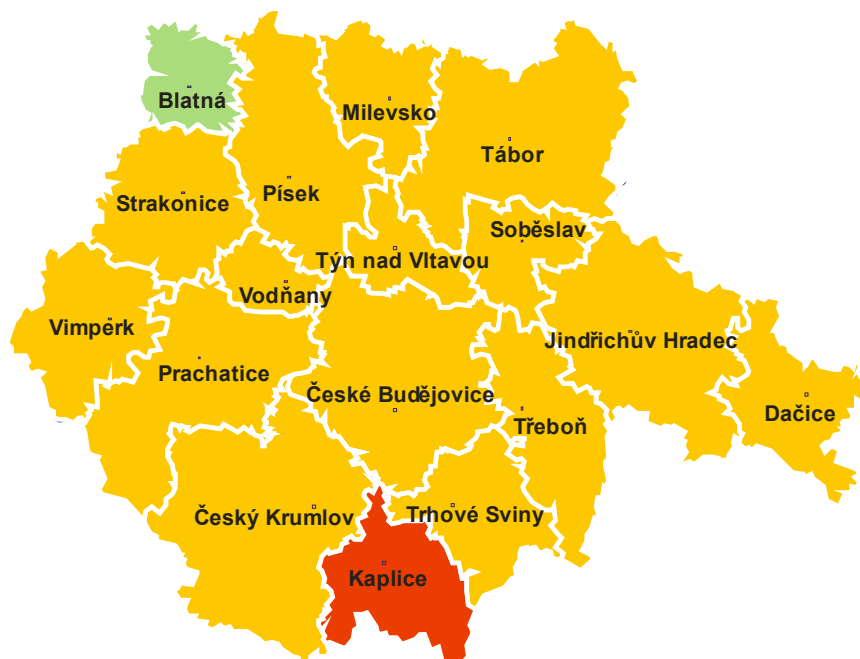 Blatná
Milevsko
Tábor
Písek
Strakonice
Soběslav
Týn nad Vltavou
Vodňany
Vimperk
Jindřichův Hradec
Prachatice
České Budějovice
Dačice
Třeboň
Český Krumlov
Trhové Sviny
Kaplice